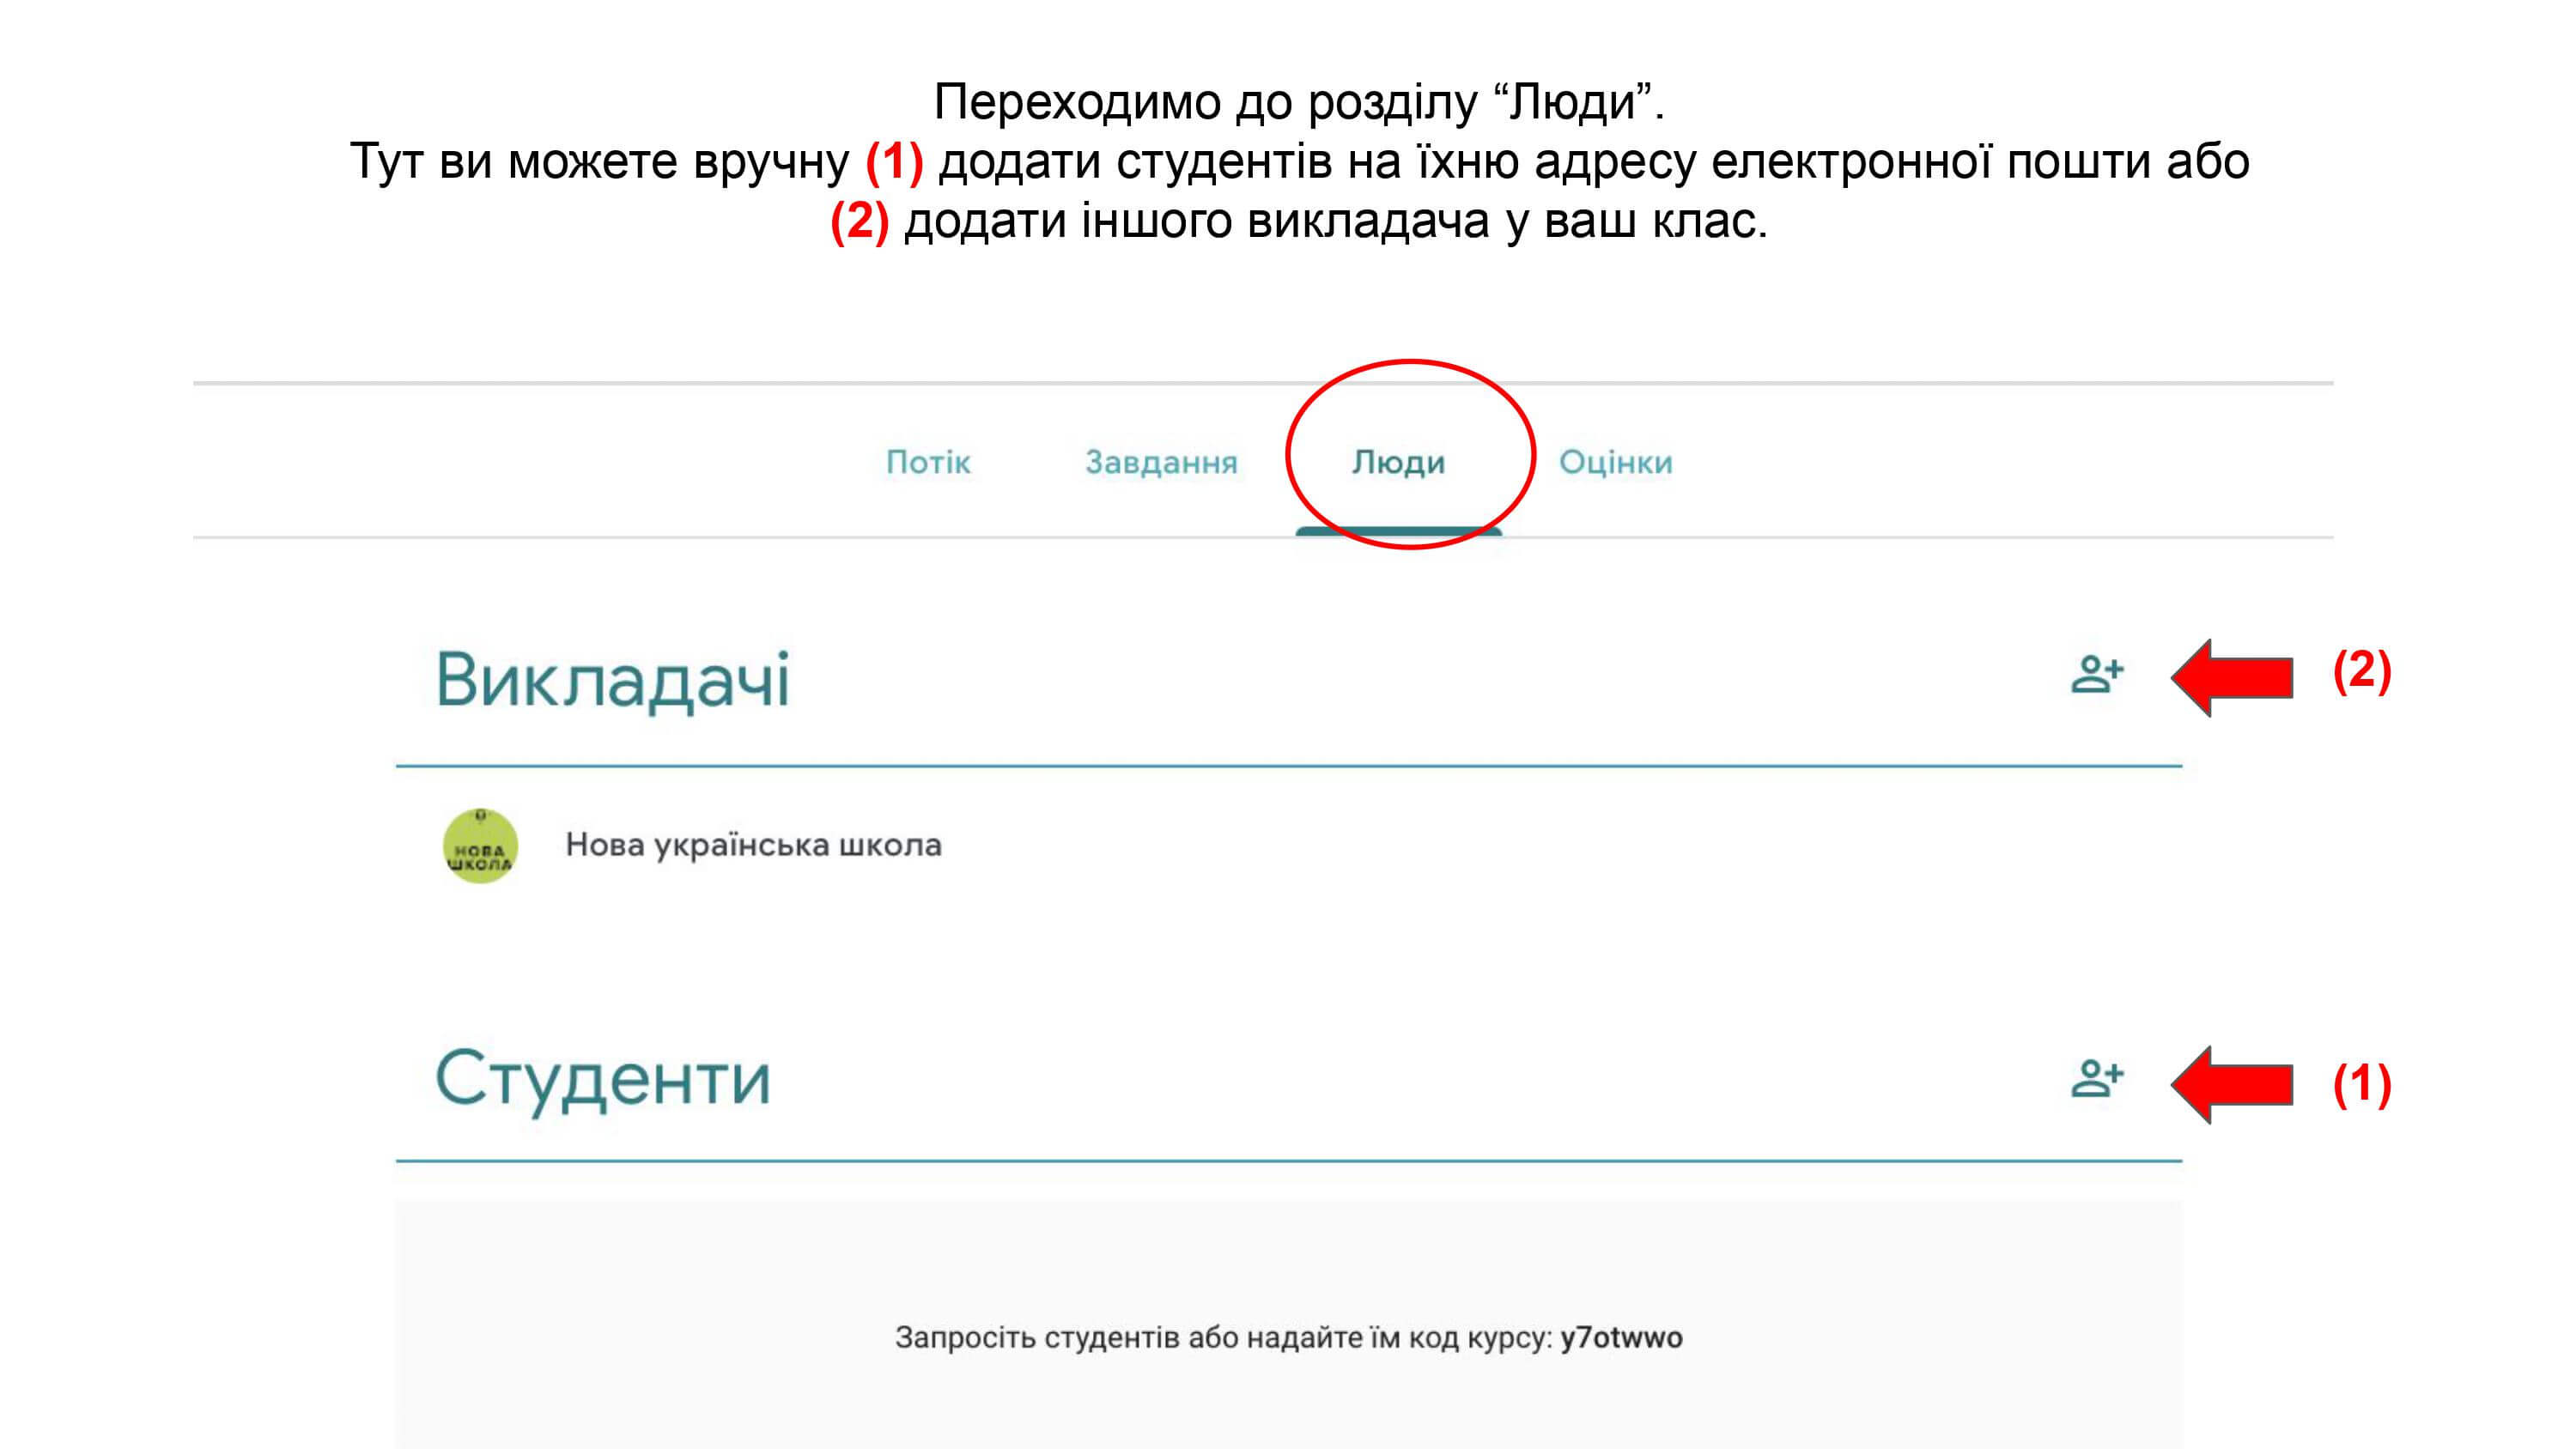 Переходимо до розділу “Люди”.
Тут ви можете вручну (1) додати студентів на їхню адресу електронної пошти або
(2) додати іншого викладача у ваш клас.
Потік Завдання Люди Оцінки
Викладачі (2)
НОВА
ШКОЛА
Нова українська школа
Студенти (1)
Запросіть студентів або надайте їм код курсу: y7otwwo